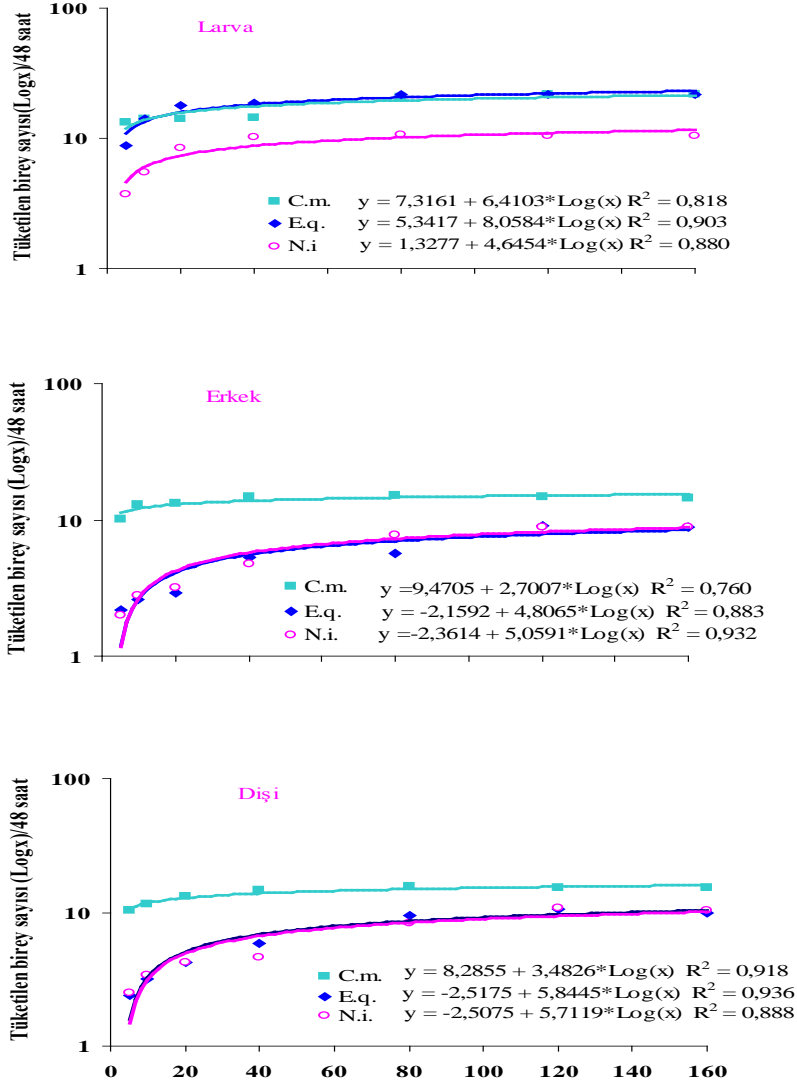 Tüketilen birey sayısı(Logx)/48 saat
100
10
1
Larva
C.m. y = 7,3161 + 6,4103*Log(x) R² = 0,818
E.q. y = 5,3417 + 8,0584*Log(x) R² = 0,903
N.i y = 1,3277 + 4,6454*Log(x) R² = 0,880
Tüketilen birey sayısı (Logx)/48 saat
100
10
1
Erkek
C.m. y =9,4705 + 2,7007*Log(x) R² = 0,760
E.q. y = -2,1592 + 4,8065*Log(x) R² = 0,883
N.i. y=-2,3614 + 5,0591*Log(x) R² = 0,932
Tüketilen birey sayısı (Logx)/48 saat
100
10
1
Dişi
C.m. y = 8,2855 + 3,4826*Log(x) R² = 0,918
E.q. y = -2,5175 + 5,8445*Log(x) R² = 0,936
N.i. y = -2,5075 + 5,7119*Log(x) R² = 0,888
0 20 40 60 80 100 120 140 160